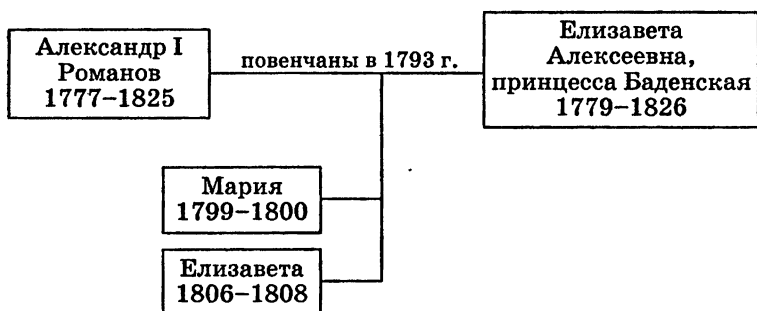 Александр I
Романов
1777–1825
повенчаны в 1793 г.
Елизавета
Алексеевна,
принцесса Баденская
1779–1826
Мария
1799–1800
Елизавета
1806–1808